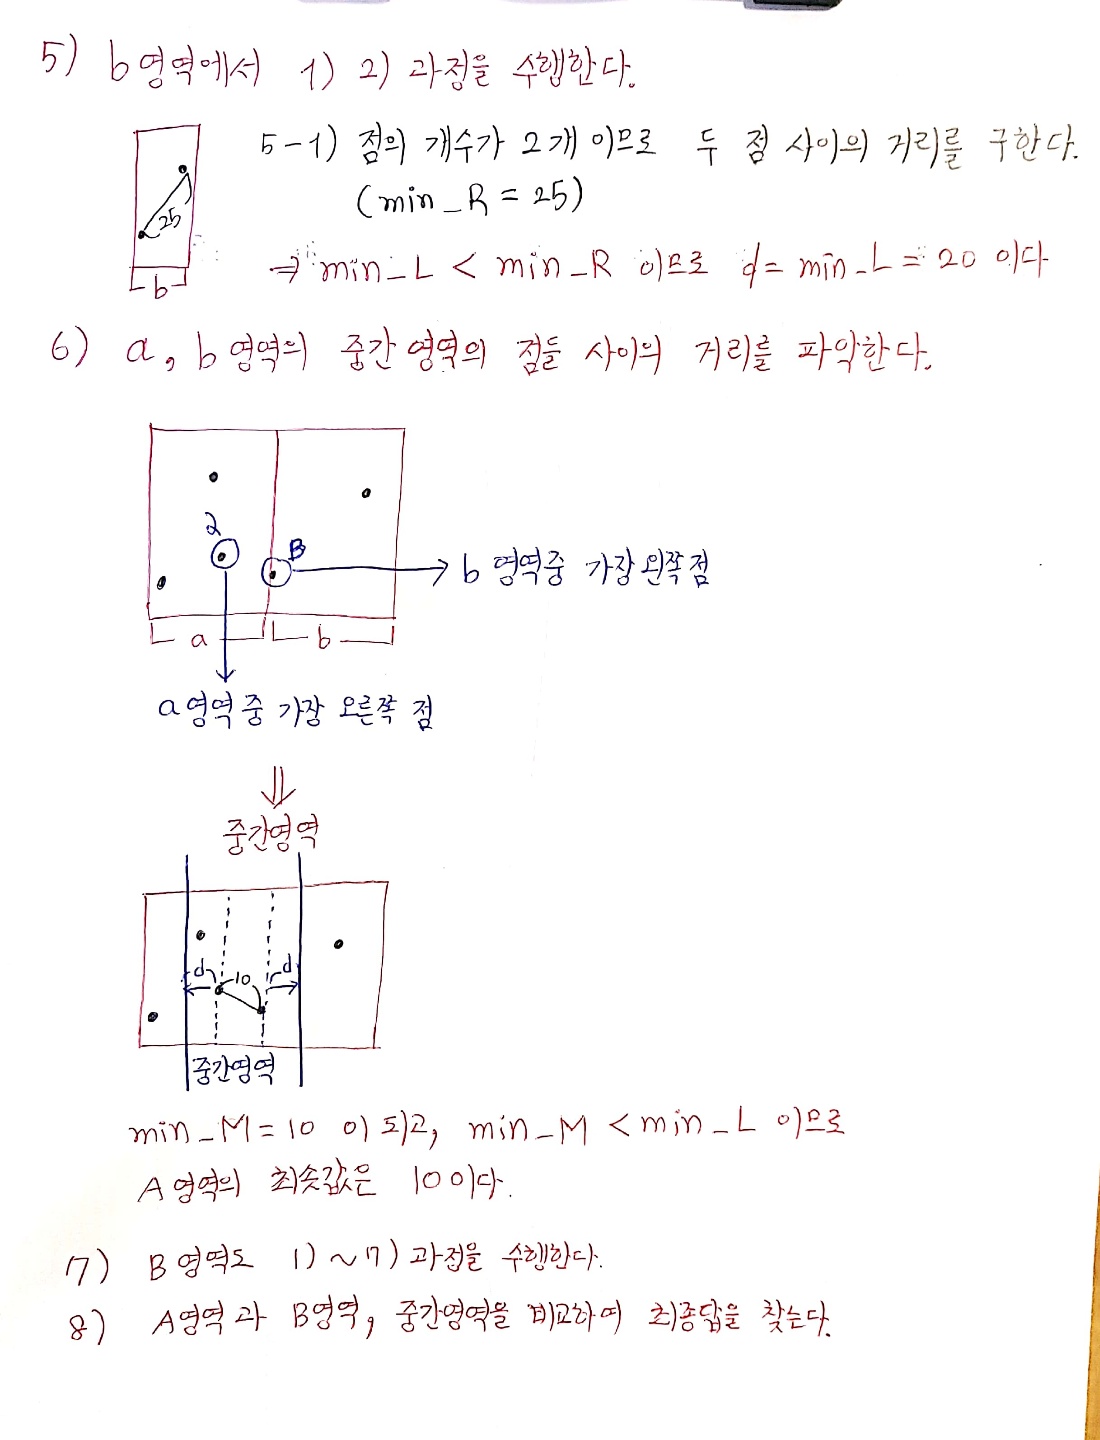 5) b영역에서 1) 2) 과정을 수행한다.
5-1) 점의 개수가 2개 이므로 두 점 사이의 거리를 구한다.
(min_R = 25)
25
b
⇒ min_L < min_R 이므로 d = min_L = 20 이다
6) a, b 영역의 중간 영역의 점들 사이의 거리를 파악한다.
2
B
→ b 영역중 가장 왼쪽 점
a
b
a영역 중 가장 오른쪽 점
⇓
중간영역
d
10
d
중간영역
min_M = 10 이 되고, min_M < min_L 이므로
A영역의 최솟값은 10이다.
7) B영역도 1) ~ 7) 과정을 수행한다.
8) A영역과 B영역, 중간영역을 비교하여 최종답을 찾는다.